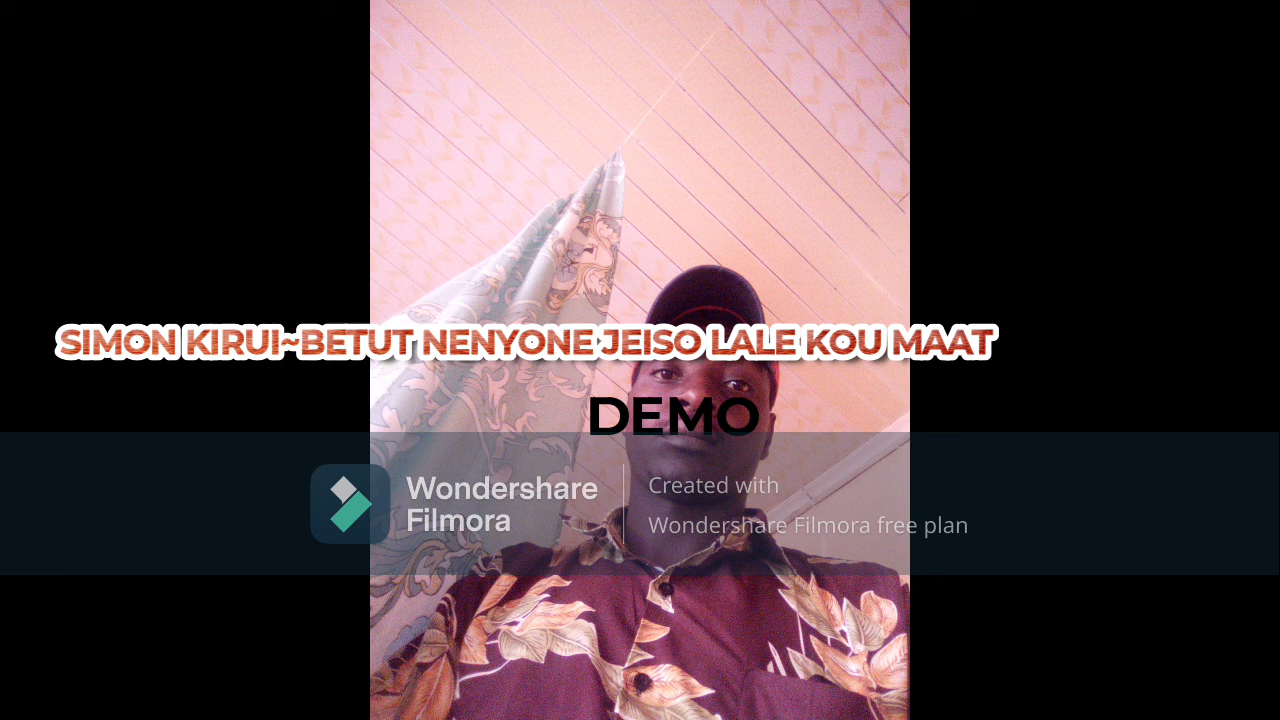 SIMON KIRUI~BETUT NENYONE JEISO LALE KOU MAAT
DEMO
Wondershare
Filmora
Created with
Wondershare Filmora free plan